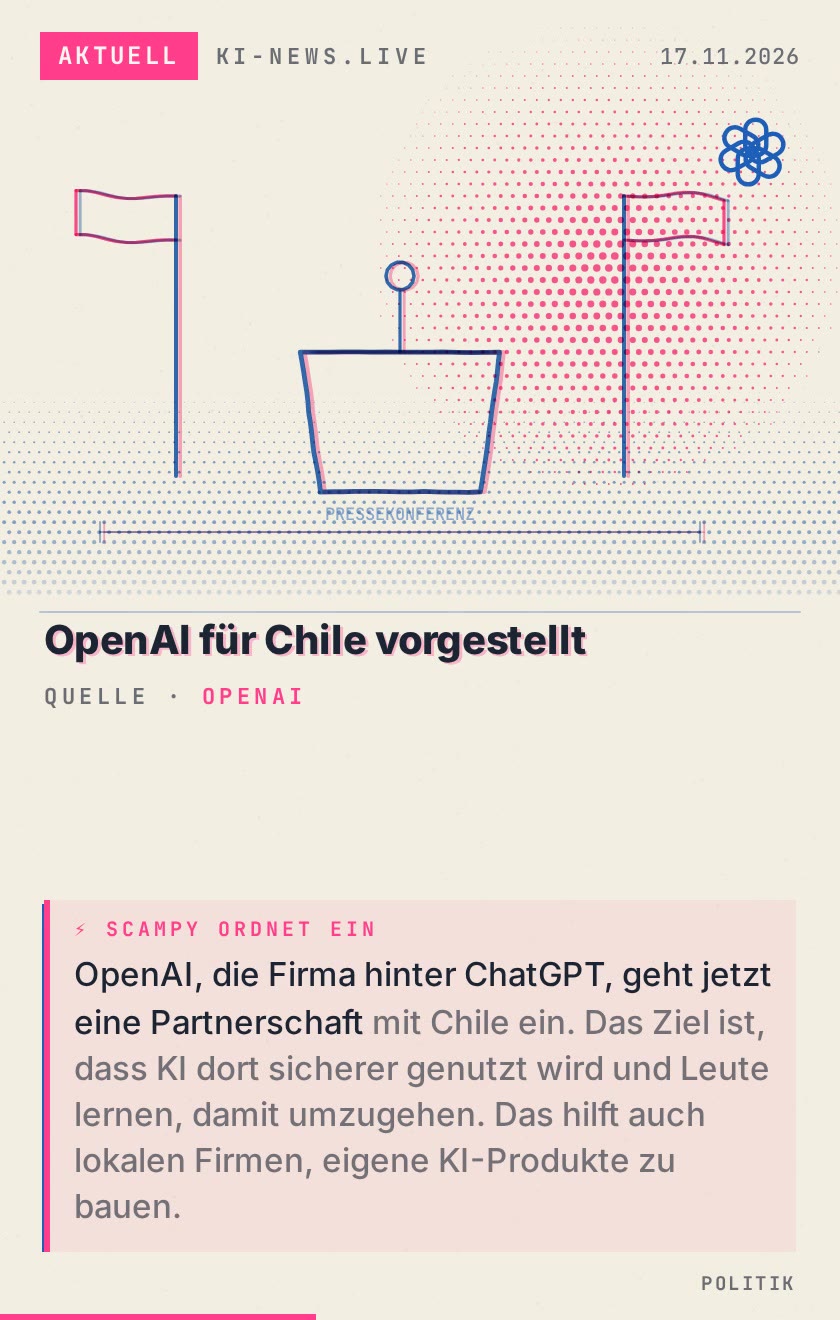 AKTUELL KI-NEWS.LIVE 17.11.2026
PRESSEKONFERENZ
OpenAI für Chile vorgestellt
QUELLE · OPENAI
⚡ SCAMPY ORDNET EIN
OpenAI, die Firma hinter ChatGPT, geht jetzt
eine Partnerschaft mit Chile ein. Das Ziel ist,
dass KI dort sicherer genutzt wird und Leute
lernen, damit umzugehen. Das hilft auch
lokalen Firmen, eigene KI-Produkte zu
bauen.
POLITIK